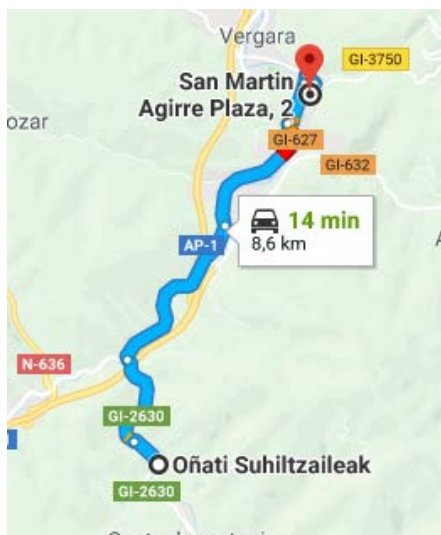 Vergara
GI-3750
San Martin
Agirre Plaza, 2
ozar
GI-627
GI-632
14 min
8,6 km
AP-1
N-636
GI-2630
Oñati Suhiltzaileak
GI-2630